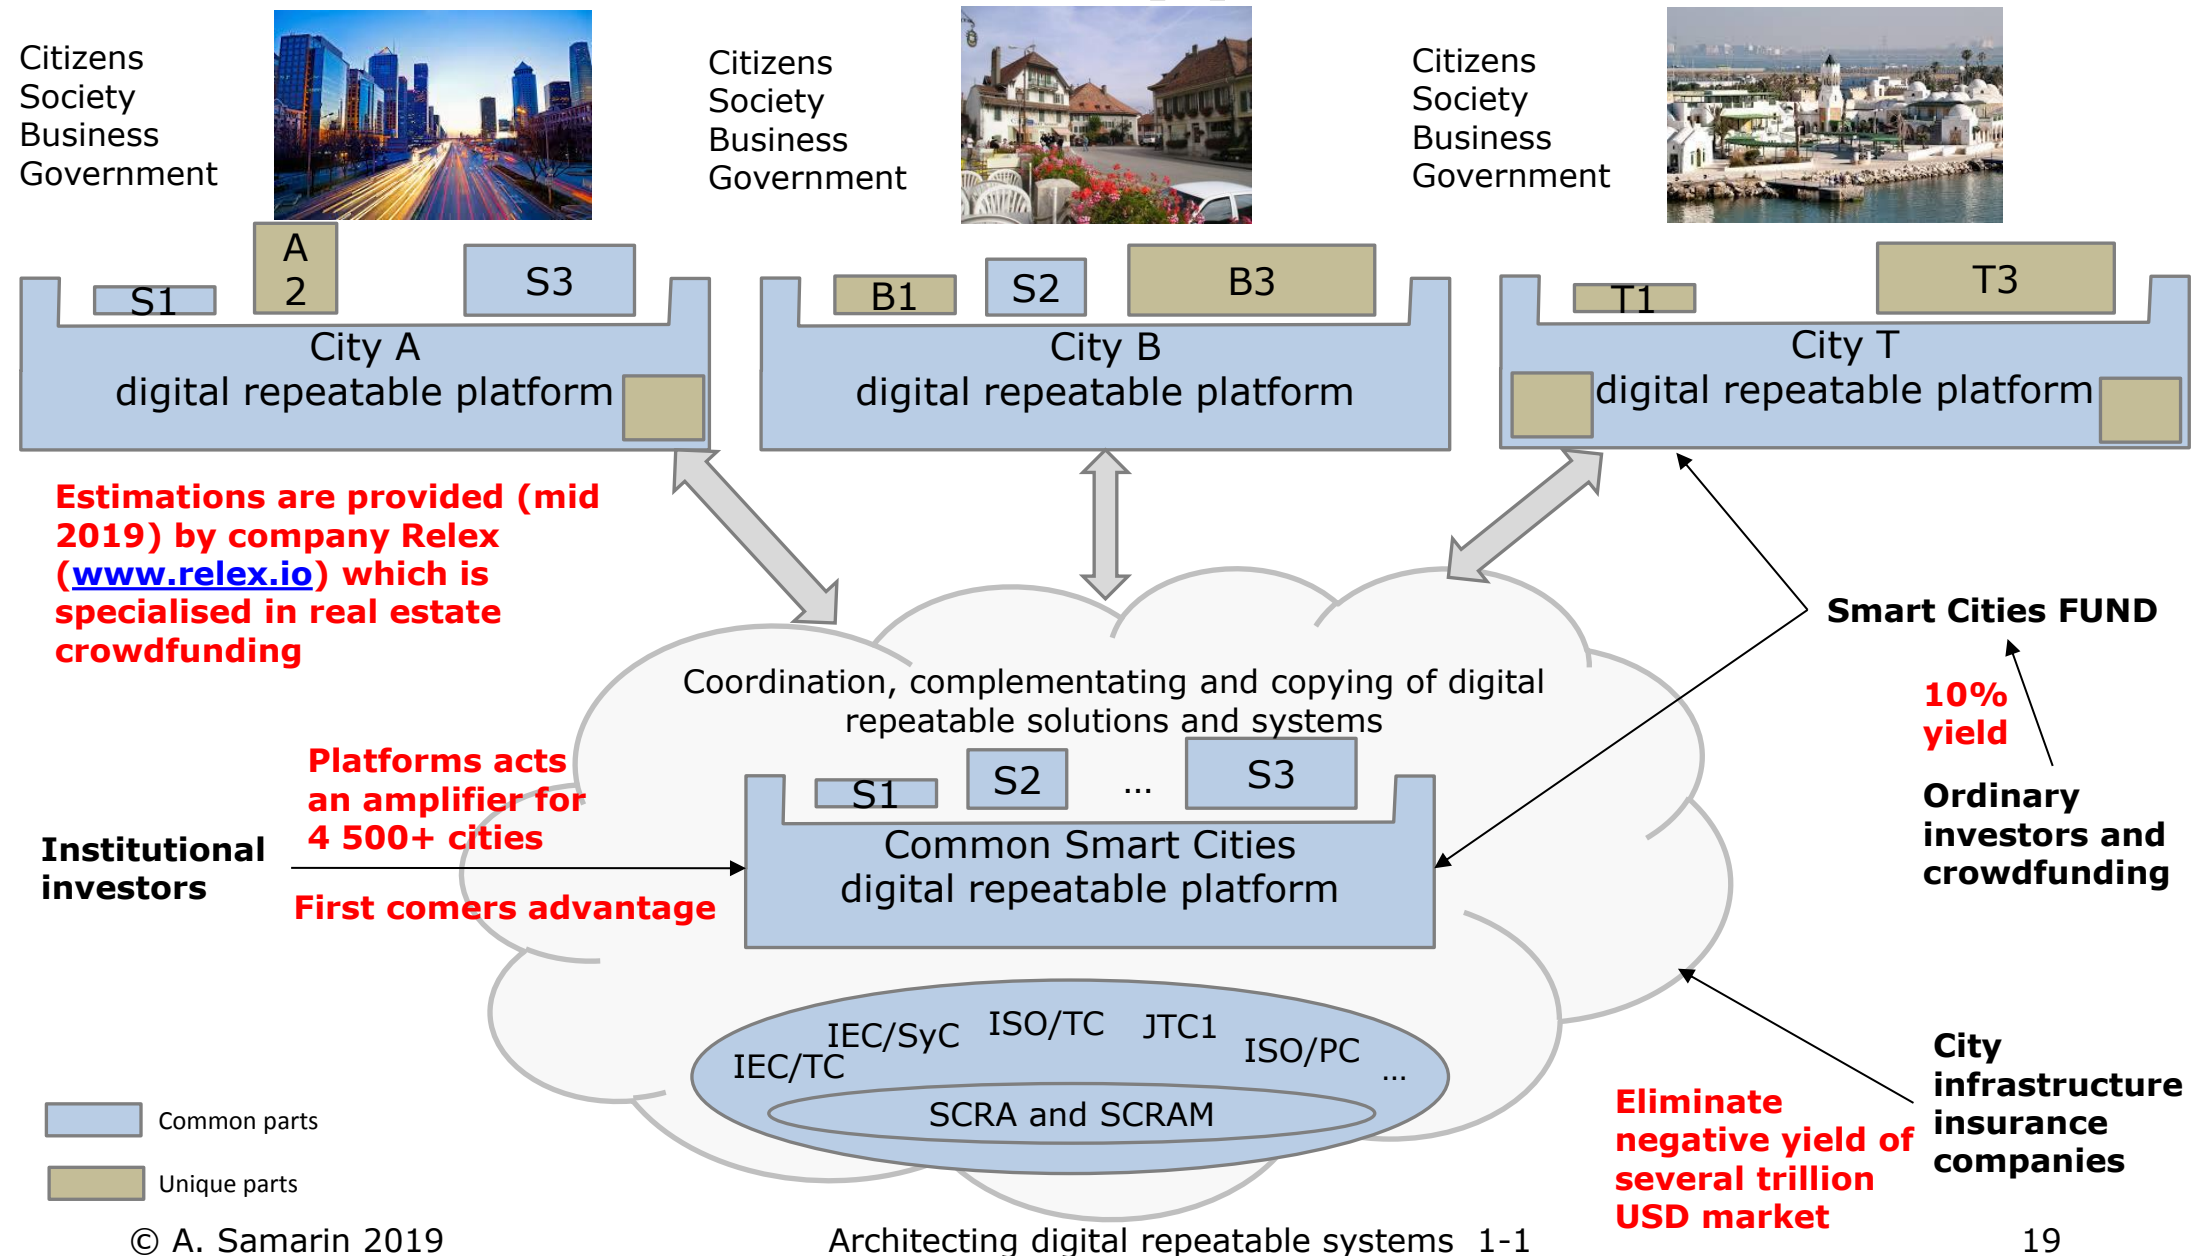 Citizens
Society
Business
Government
Citizens
Society
Business
Government
Citizens
Society
Business
Government
S1
A
2
S3
City A
digital repeatable platform
B1
S2
B3
City B
digital repeatable platform
T1
T3
City T
digital repeatable platform
Estimations are provided (mid
2019) by company Relex
(www.relex.io) which is
specialised in real estate
crowdfunding
Smart Cities FUND
10%
yield
Ordinary
investors and
crowdfunding
Coordination, complementating and copying of digital
repeatable solutions and systems
Platforms acts
an amplifier for
4 500+ cities
Institutional
investors
First comers advantage
S1
S2
...
S3
Common Smart Cities
digital repeatable platform
IEC/TC
IEC/SyC
ISO/TC
JTC1
ISO/PC
...
SCRA and SCRAM
City
infrastructure
insurance
companies
Eliminate
negative yield of
several trillion
USD market
Common parts
Unique parts
© A. Samarin 2019
Architecting digital repeatable systems 1-1
19